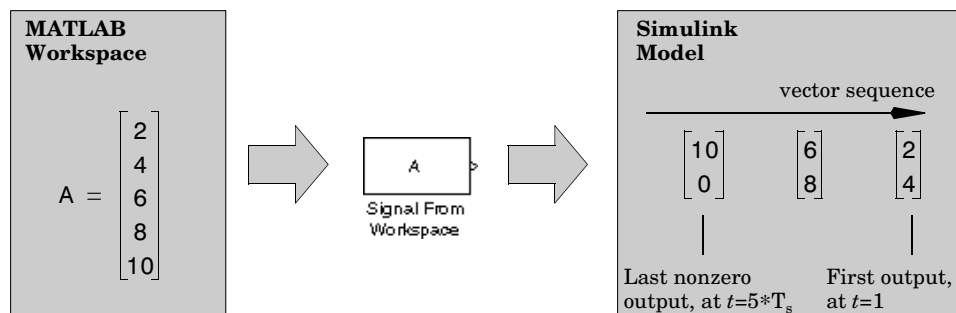 MATLAB
Workspace
A =
2
4
6
8
10
A
Signal From
Workspace
Simulink
Model
vector sequence
10 6 2
0 8 4
Last nonzero
output, at t=5*Ts
First output,
at t=1